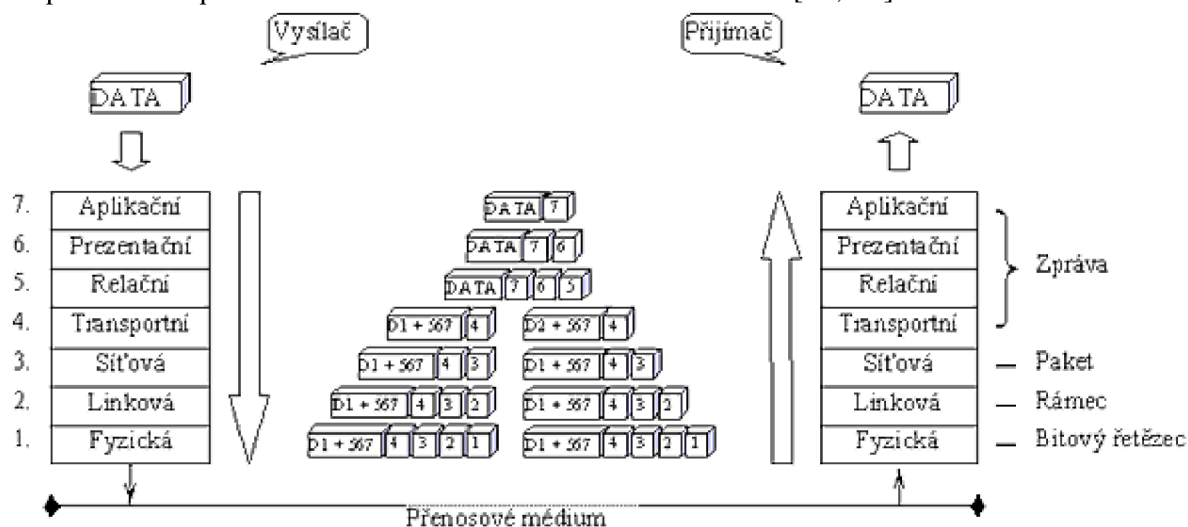 Vysílač
Přijímač
DATA
DATA
7. Aplikační DATA 7 Aplikační
6. Prezentační DATA 7 6 Prezentační
Zpráva
5. Relační DATA 7 6 5 Relační
4. Transportní D1 + 567 4 D2 + 567 4 Transportní
3. Síťová D1 + 567 4 3 D1 + 567 4 3 Síťová – Paket
2. Linková D1 + 567 4 3 2 D1 + 567 4 3 2 Linková – Rámec
1. Fyzická D1 + 567 4 3 2 1 D1 + 567 4 3 2 1 Fyzická – Bitový řetězec
Přenosové médium